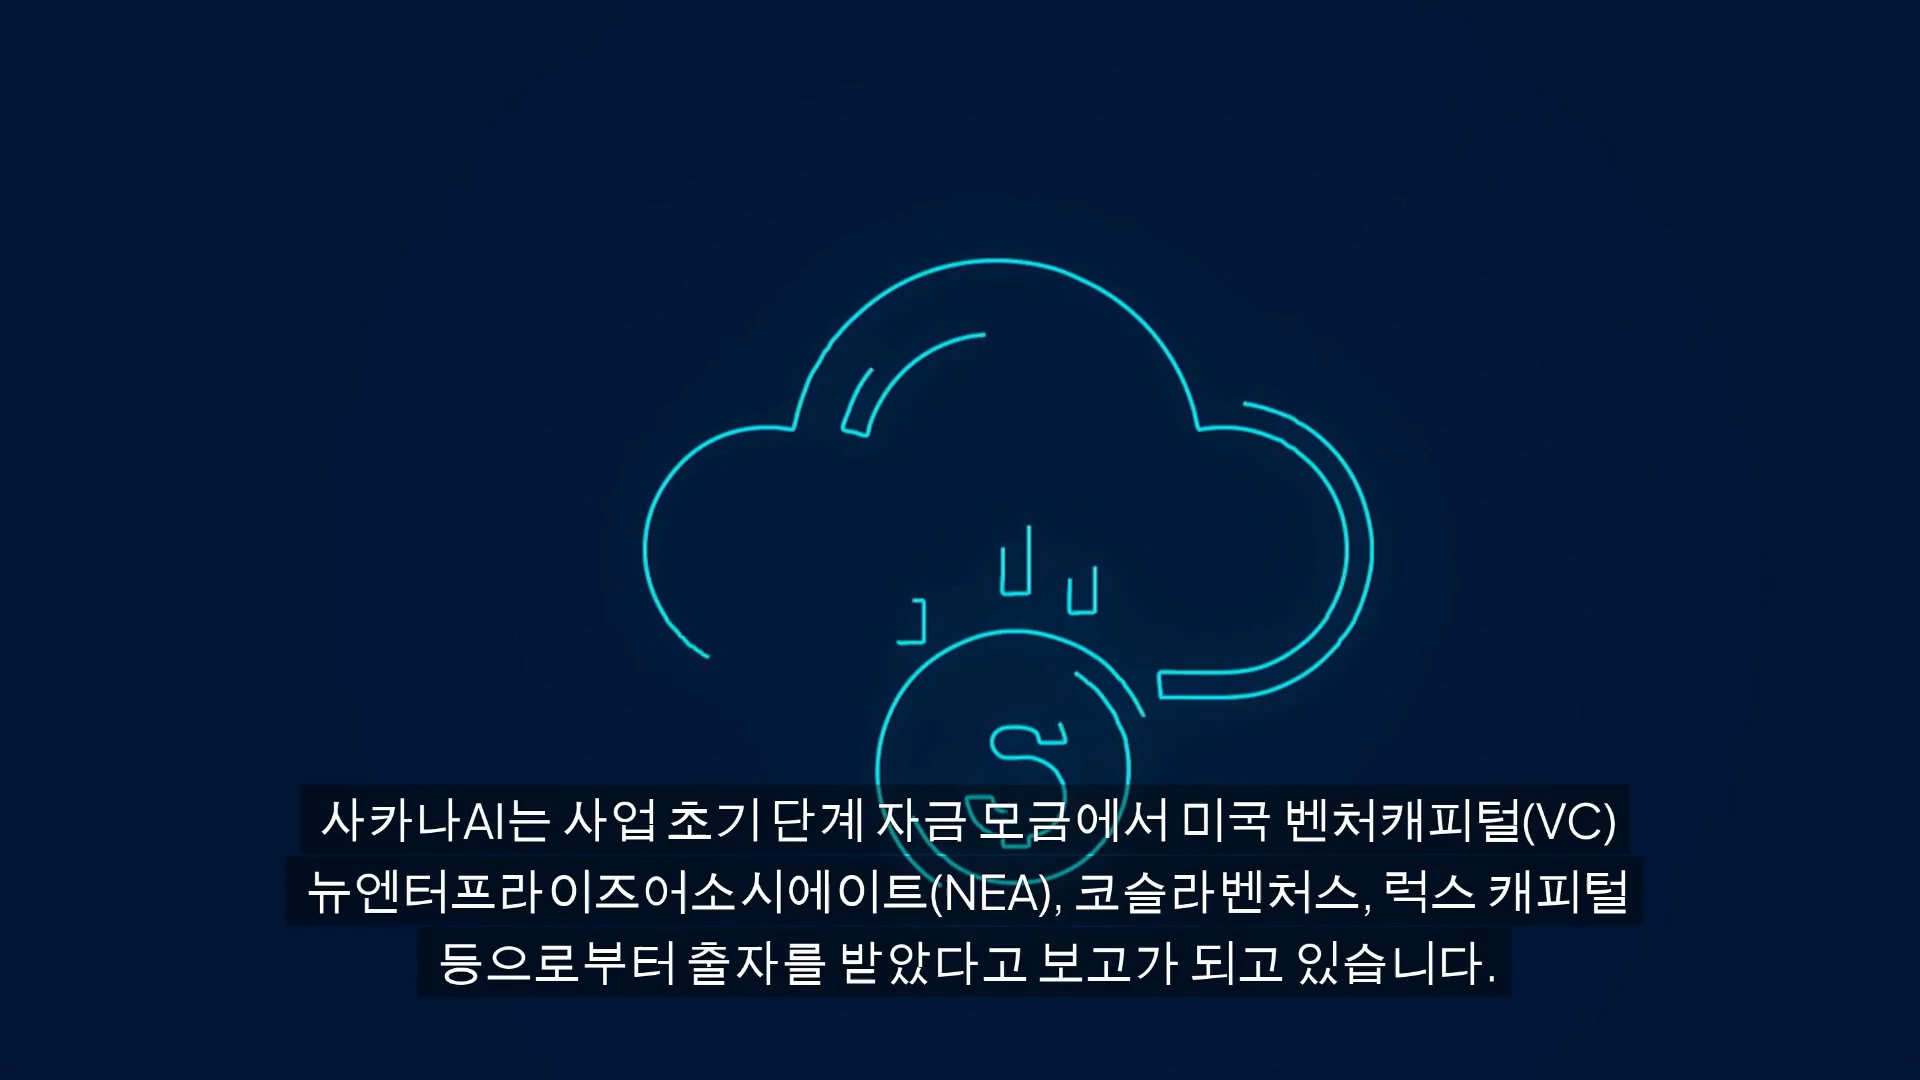 사카나AI는 사업 초기 단계 자금 모금에서 미국 벤처캐피털(VC)
뉴엔터프라이즈어소시에이트(NEA), 코슬라벤처스, 럭스 캐피털
등으로부터 출자를 받았다고 보고가 되고 있습니다.